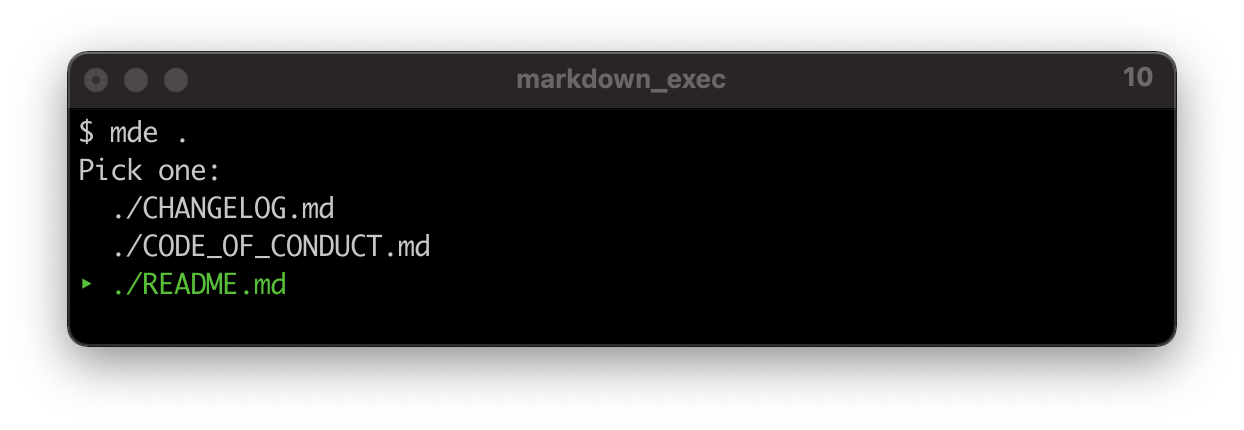 markdown_exec 10
$ mde .
Pick one:
./CHANGELOG.md
./CODE_OF_CONDUCT.md
‣ ./README.md